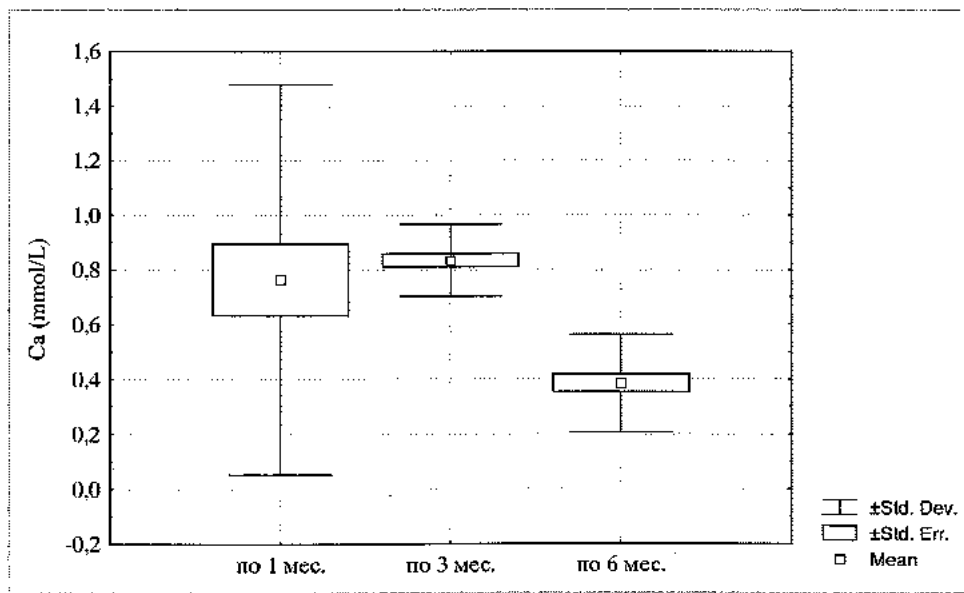 1,6
1,4
1,2
1,0
0,8
0,6
0,4
0,2
0,0
-0,2
Ca (mmol/L)
по 1 мес.
по 3 мес.
по 6 мес.
±Std. Dev.
±Std. Err.
Mean